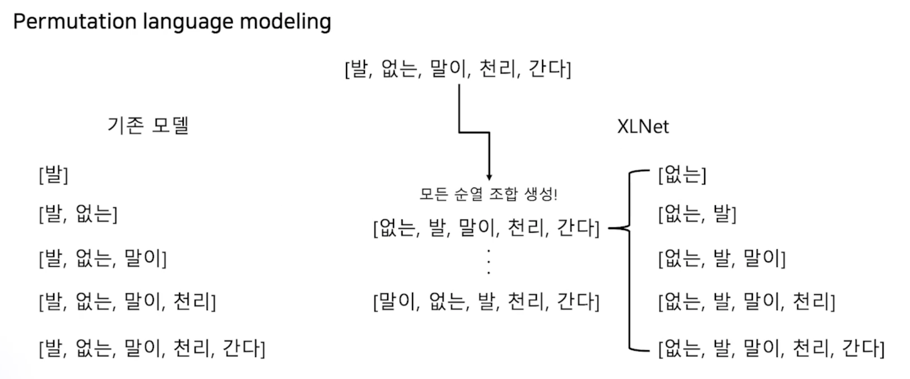 Permutation language modeling
[발, 없는, 말이, 천리, 간다]
기존 모델
[발]
[발, 없는]
[발, 없는, 말이]
[발, 없는, 말이, 천리]
[발, 없는, 말이, 천리, 간다]
모든 순열 조합 생성!
[없는, 발, 말이, 천리, 간다]
[말이, 없는, 발, 천리, 간다]
XLNet
[없는]
[없는, 발]
[없는, 발, 말이]
[없는, 발, 말이, 천리]
[없는, 발, 말이, 천리, 간다]